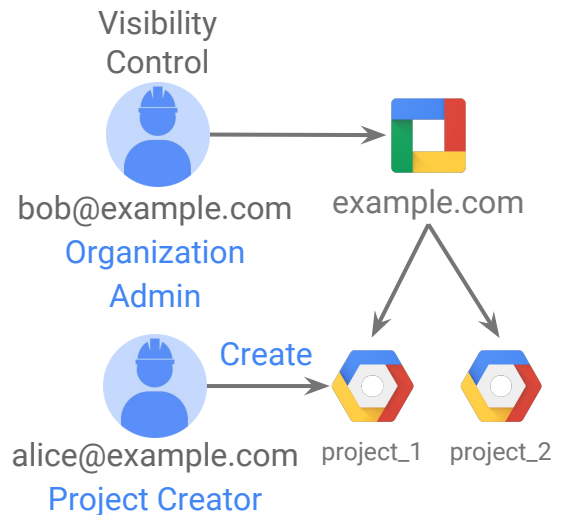 Visibility
Control
bob@example.com
example.com
Organization
Admin
Create
alice@example.com
project_1
project_2
Project Creator